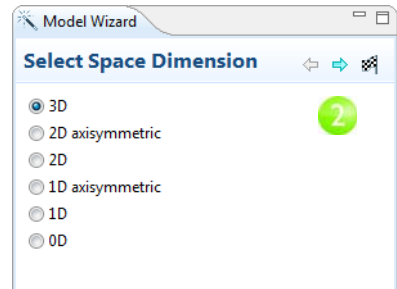 Model Wizard
Select Space Dimension
2
3D
2D axisymmetric
2D
1D axisymmetric
1D
0D